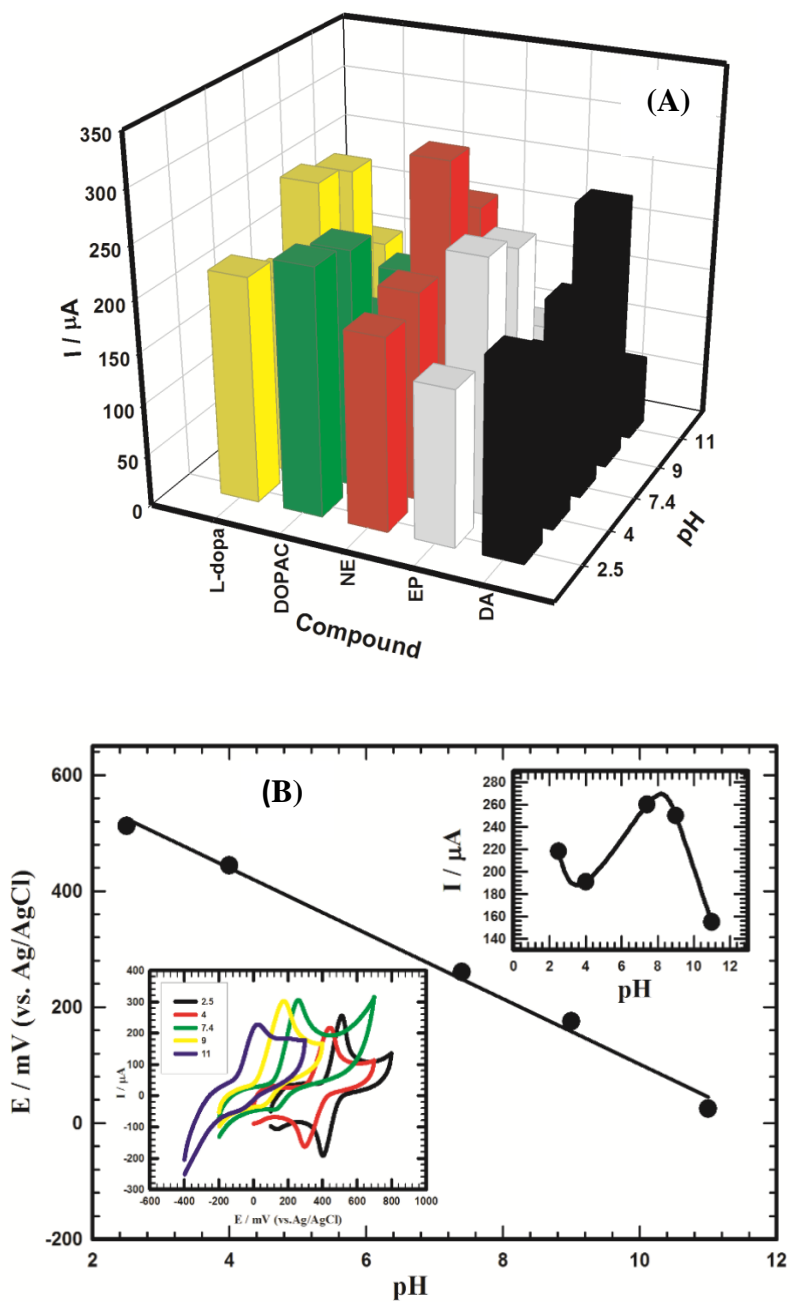 (A)
350
300
250
200
150
100
50
0
I / µA
L-dopa
DOPAC
NE
EP
DA
Compound
2.5
4
7.4
9
11
pH
(B)
600
400
200
0
-200
E / mV (vs. Ag/AgCl)
2 4 6 8 10 12
pH
280
260
240
220
200
180
160
140
I / µA
0 2 4 6 8 10 12
pH
400
300
200
100
0
-100
-200
-300
I / µA
2.5
4
7.4
9
11
-600 -400 -200 0 200 400 600 800 1000
E / mV (vs.Ag/AgCl)